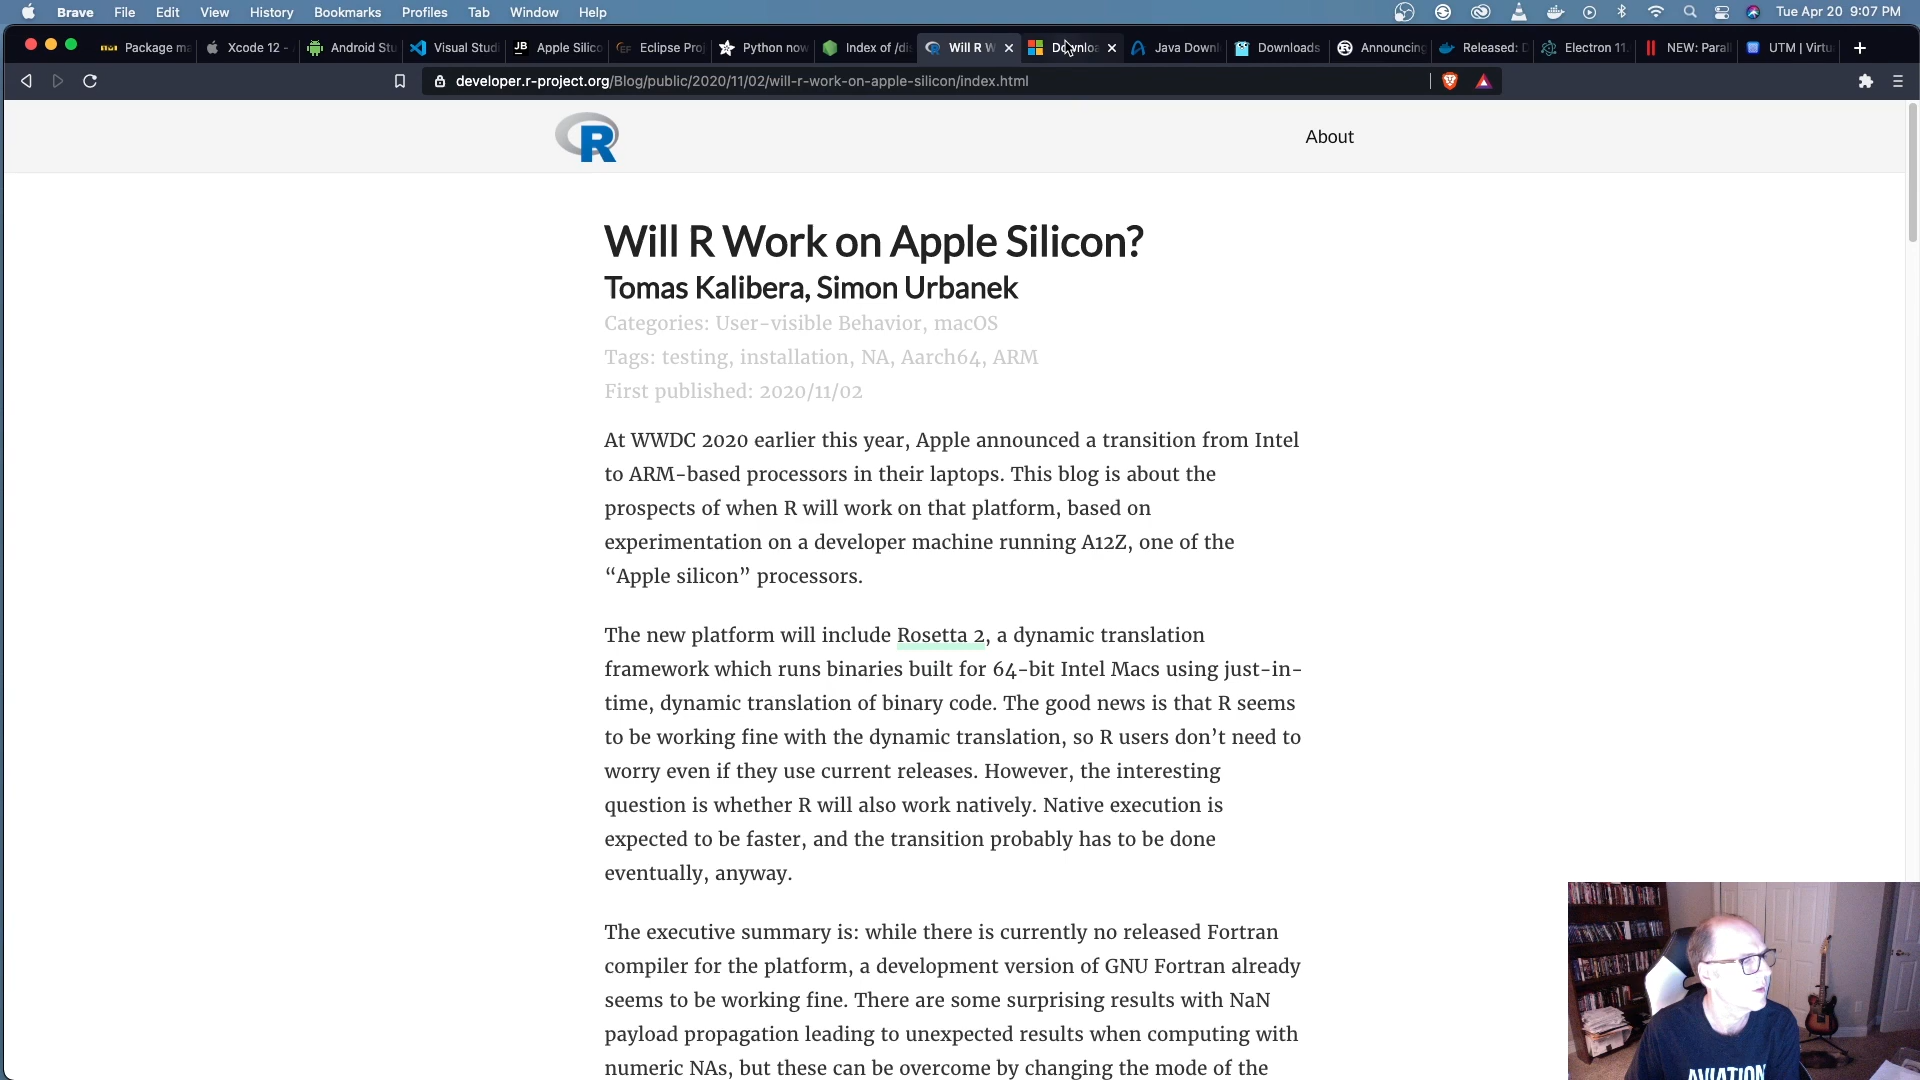 Brave File Edit View History Bookmarks Profiles Tab Window Help Tue Apr 20 9:07 PM
Package ma Xcode 12 - Android Stu Visual Studi Apple Silico Eclipse Proj Python now Index of /dis Will R W Downloa Java Downl Downloads Announcing Released: D Electron 11. NEW: Paral UTM | Virtu
developer.r-project.org/Blog/public/2020/11/02/will-r-work-on-apple-silicon/index.html
R About
Will R Work on Apple Silicon?
Tomas Kalibera, Simon Urbanek
Categories: User-visible Behavior, macOS
Tags: testing, installation, NA, Aarch64, ARM
First published: 2020/11/02
At WWDC 2020 earlier this year, Apple announced a transition from Intel
to ARM-based processors in their laptops. This blog is about the
prospects of when R will work on that platform, based on
experimentation on a developer machine running A12Z, one of the
“Apple silicon” processors.
The new platform will include Rosetta 2, a dynamic translation
framework which runs binaries built for 64-bit Intel Macs using just-in-
time, dynamic translation of binary code. The good news is that R seems
to be working fine with the dynamic translation, so R users don’t need to
worry even if they use current releases. However, the interesting
question is whether R will also work natively. Native execution is
expected to be faster, and the transition probably has to be done
eventually, anyway.
The executive summary is: while there is currently no released Fortran
compiler for the platform, a development version of GNU Fortran already
seems to be working fine. There are some surprising results with NaN
payload propagation leading to unexpected results when computing with
numeric NAs, but these can be overcome by changing the mode of the
AVIATION